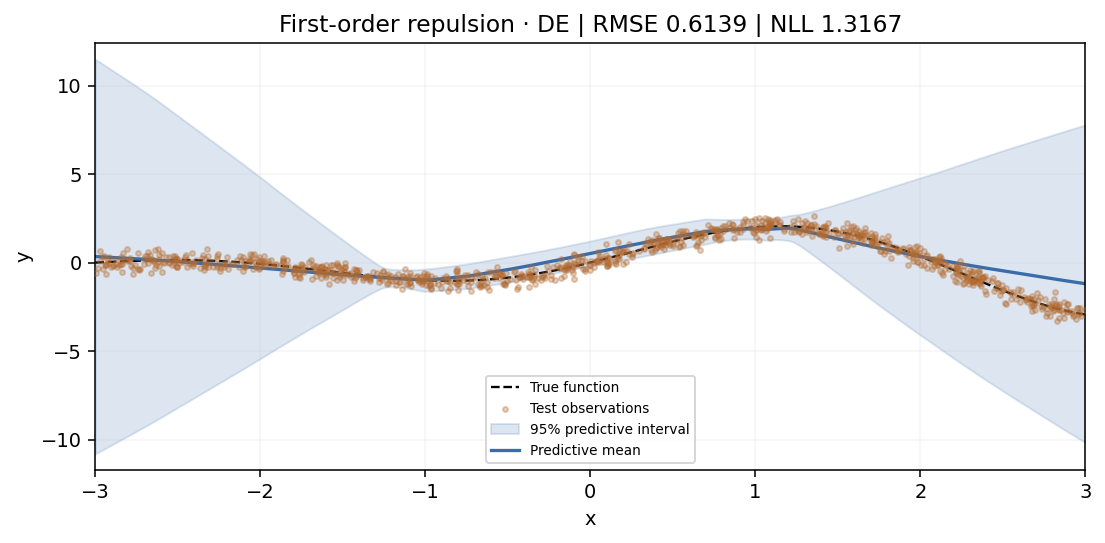 First-order repulsion · DE | RMSE 0.6139 | NLL 1.3167
y
10
5
0
−5
−10
True function
Test observations
95% predictive interval
Predictive mean
−3 −2 −1 0 1 2 3
x